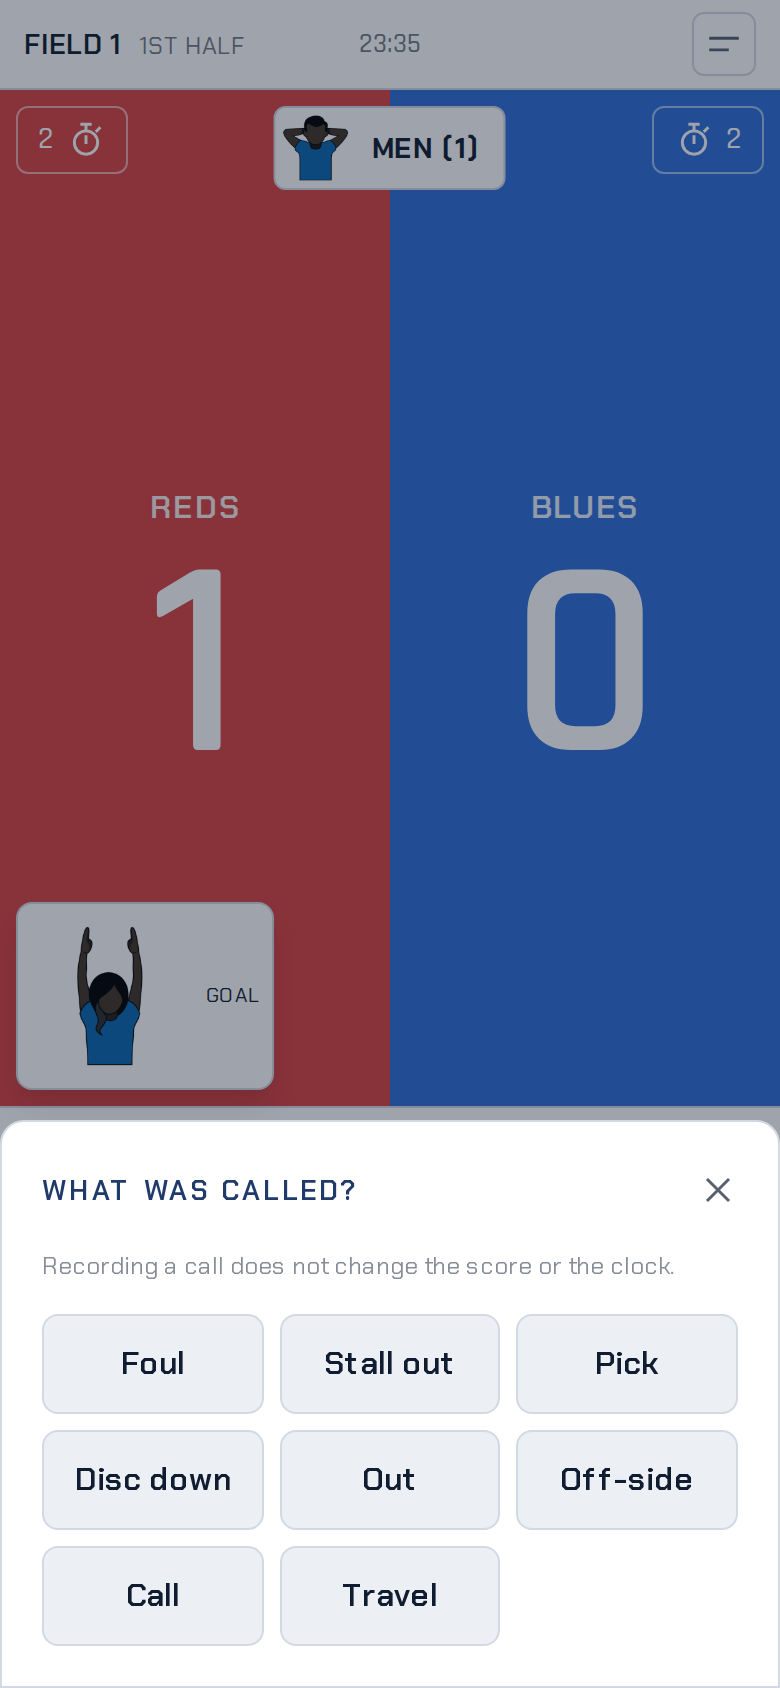 FIELD 1 1ST HALF 23:35
2 MEN (1) 2
REDS BLUES
1 0
GOAL
WHAT WAS CALLED?
Recording a call does not change the score or the clock.
Foul Stall out Pick
Disc down Out Off-side
Call Travel